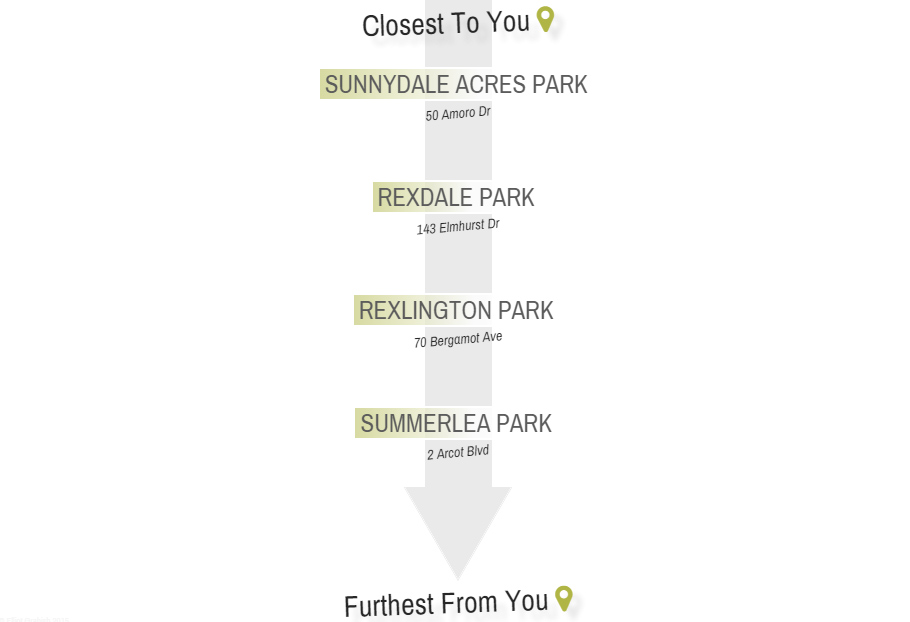 Closest To You
SUNNYDALE ACRES PARK
50 Amoro Dr
REXDALE PARK
143 Elmhurst Dr
REXLINGTON PARK
70 Bergamot Ave
SUMMERLEA PARK
2 Arcot Blvd
Furthest From You